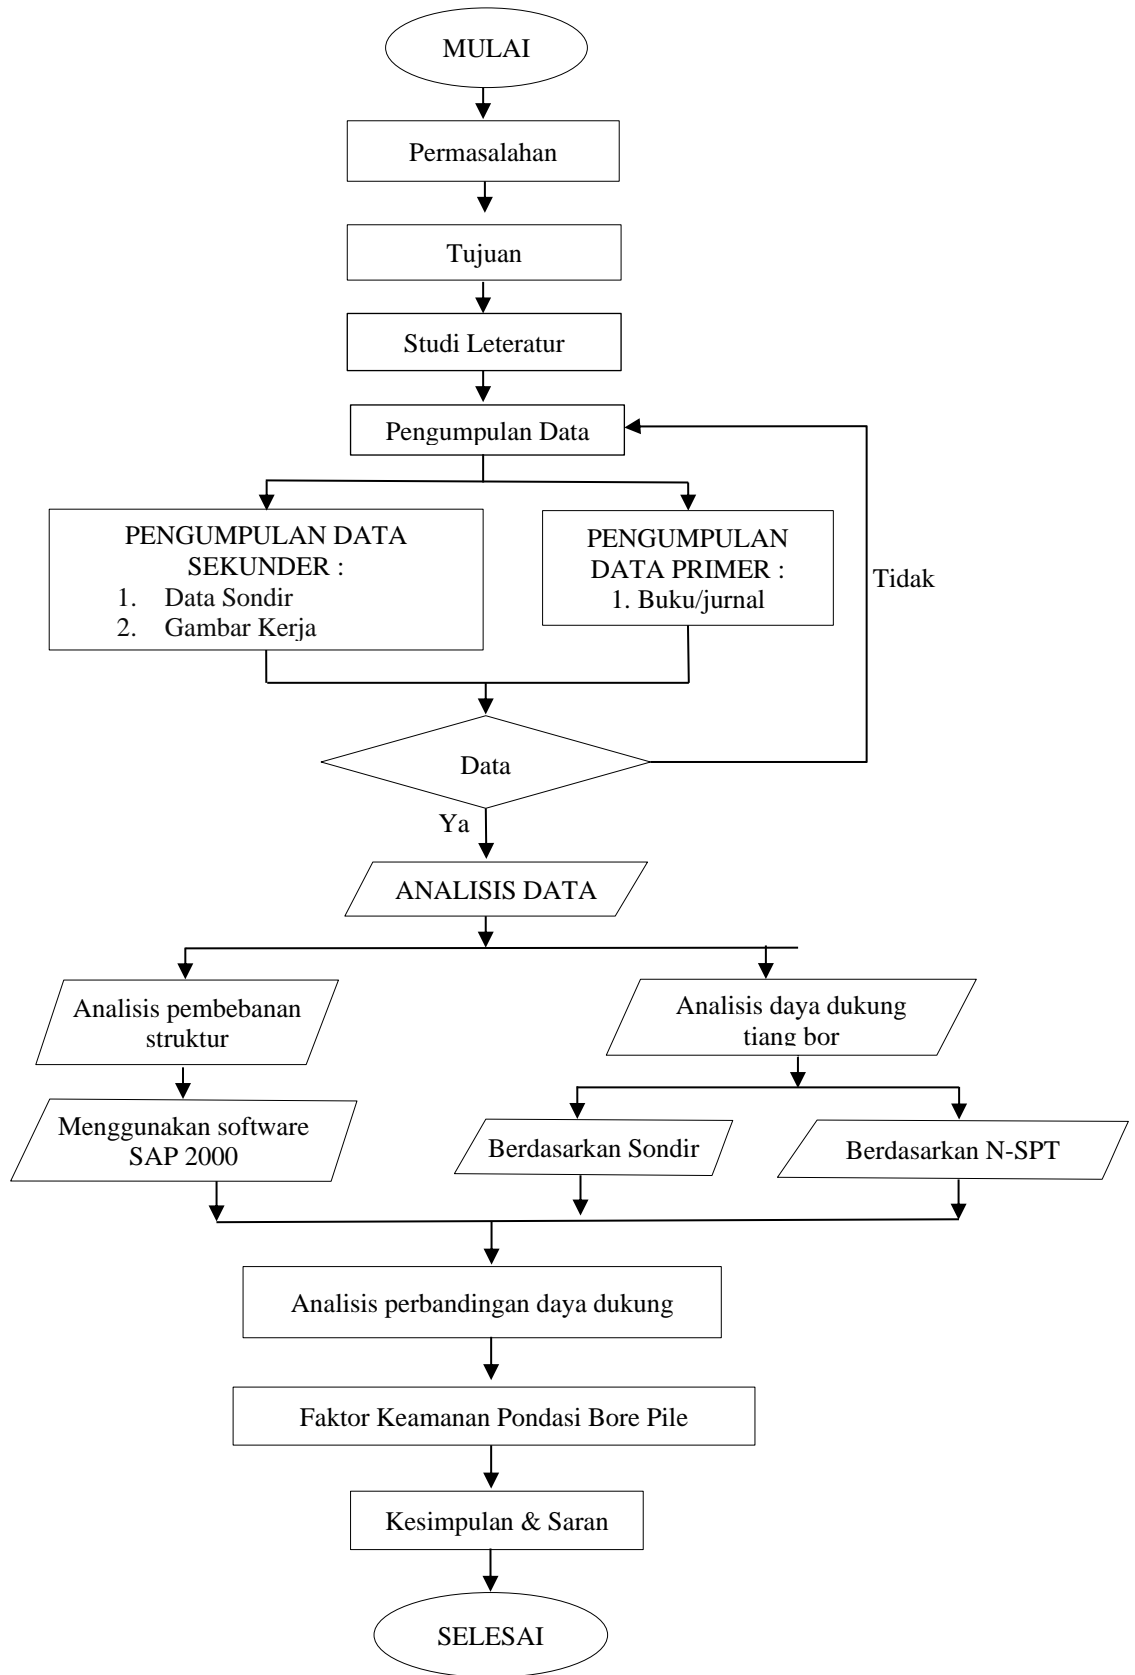 MULAI
Permasalahan
Tujuan
Studi Leteratur
Pengumpulan Data
PENGUMPULAN DATA
SEKUNDER :
1. Data Sondir
2. Gambar Kerja
PENGUMPULAN
DATA PRIMER :
1. Buku/jurnal
Tidak
Data
Ya
ANALISIS DATA
Analisis pembebanan
struktur
Analisis daya dukung
tiang bor
Menggunakan software
SAP 2000
Berdasarkan Sondir
Berdasarkan N-SPT
Analisis perbandingan daya dukung
Faktor Keamanan Pondasi Bore Pile
Kesimpulan & Saran
SELESAI